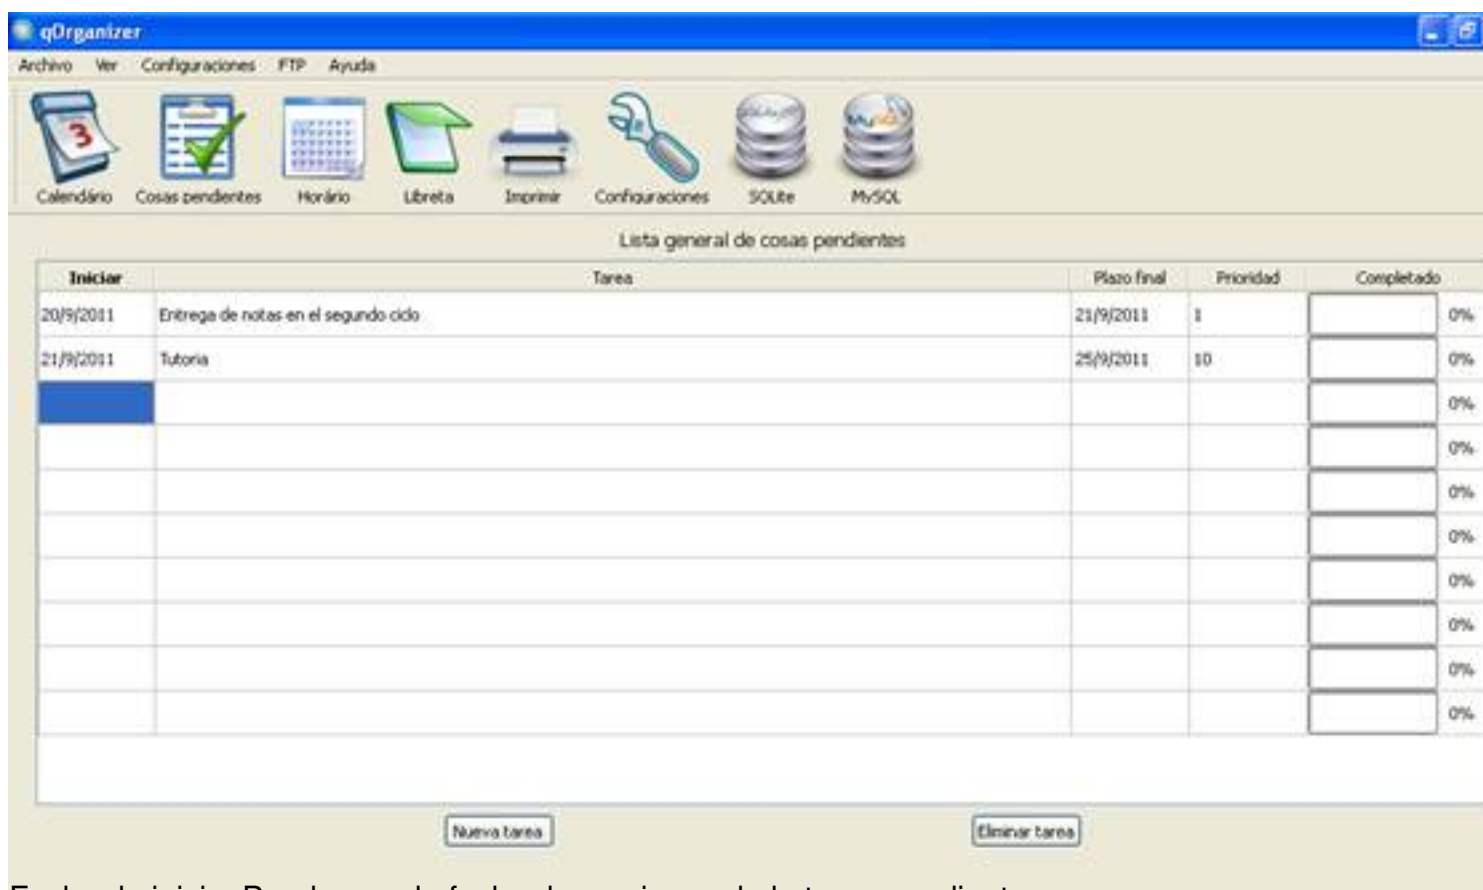 qOrganizer
Archivo Ver Configuraciones FTP Ayuda
3
Calendário Cosas pendientes Horário Libreta Imprimir Configuraciones SQLite MySQL
Lista general de cosas pendientes
Iniciar Tarea Plazo final Prioridad Completado
20/9/2011 Entrega de notas en el segundo ciclo 21/9/2011 1 0%
21/9/2011 Tutoria 25/9/2011 10 0%
0%
0%
0%
0%
0%
0%
0%
0%
Nueva tarea Eliminar tarea